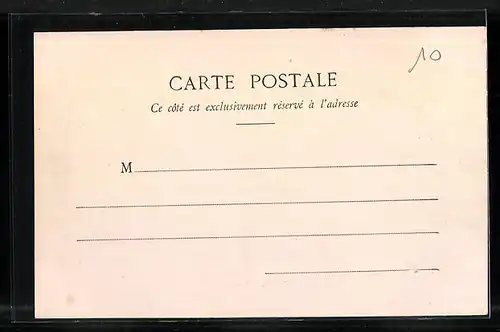 10
CARTE POSTALE
Ce côté est exclusivement réservé à l'adresse
M